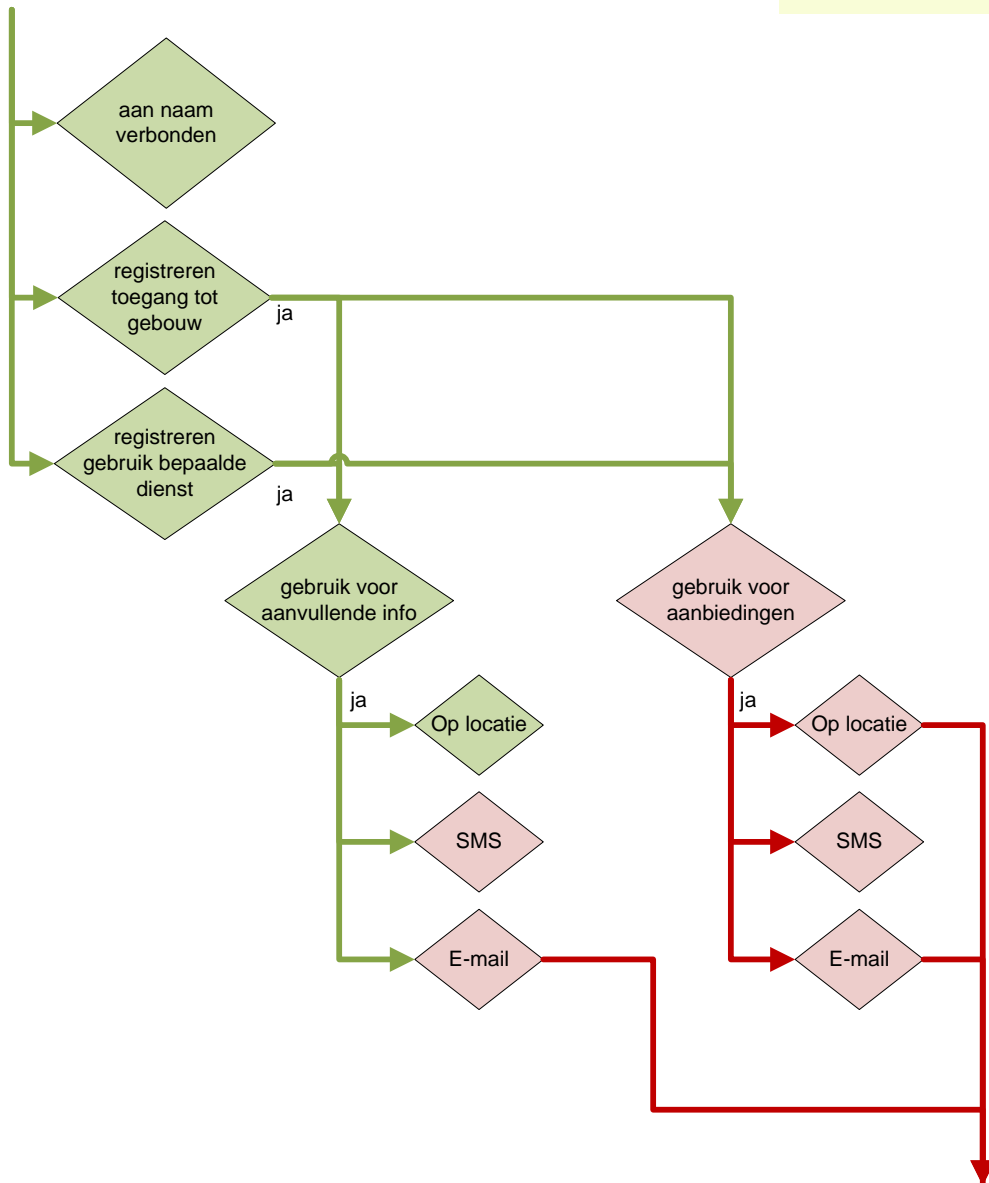 aan naam
verbonden
registreren
toegang tot
gebouw
ja
registreren
gebruik bepaalde
dienst
ja
gebruik voor
aanvullende info
gebruik voor
aanbiedingen
ja
ja
Op locatie
Op locatie
SMS
SMS
E-mail
E-mail